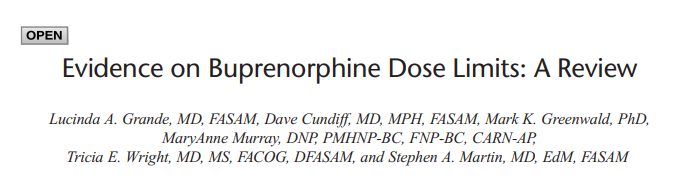 OPEN
Evidence on Buprenorphine Dose Limits: A Review
Lucinda A. Grande, MD, FASAM, Dave Cundiff, MD, MPH, FASAM, Mark K. Greenwald, PhD,
MaryAnne Murray, DNP, PMHNP-BC, FNP-BC, CARN-AP,
Tricia E. Wright, MD, MS, FACOG, DFASAM, and Stephen A. Martin, MD, EdM, FASAM